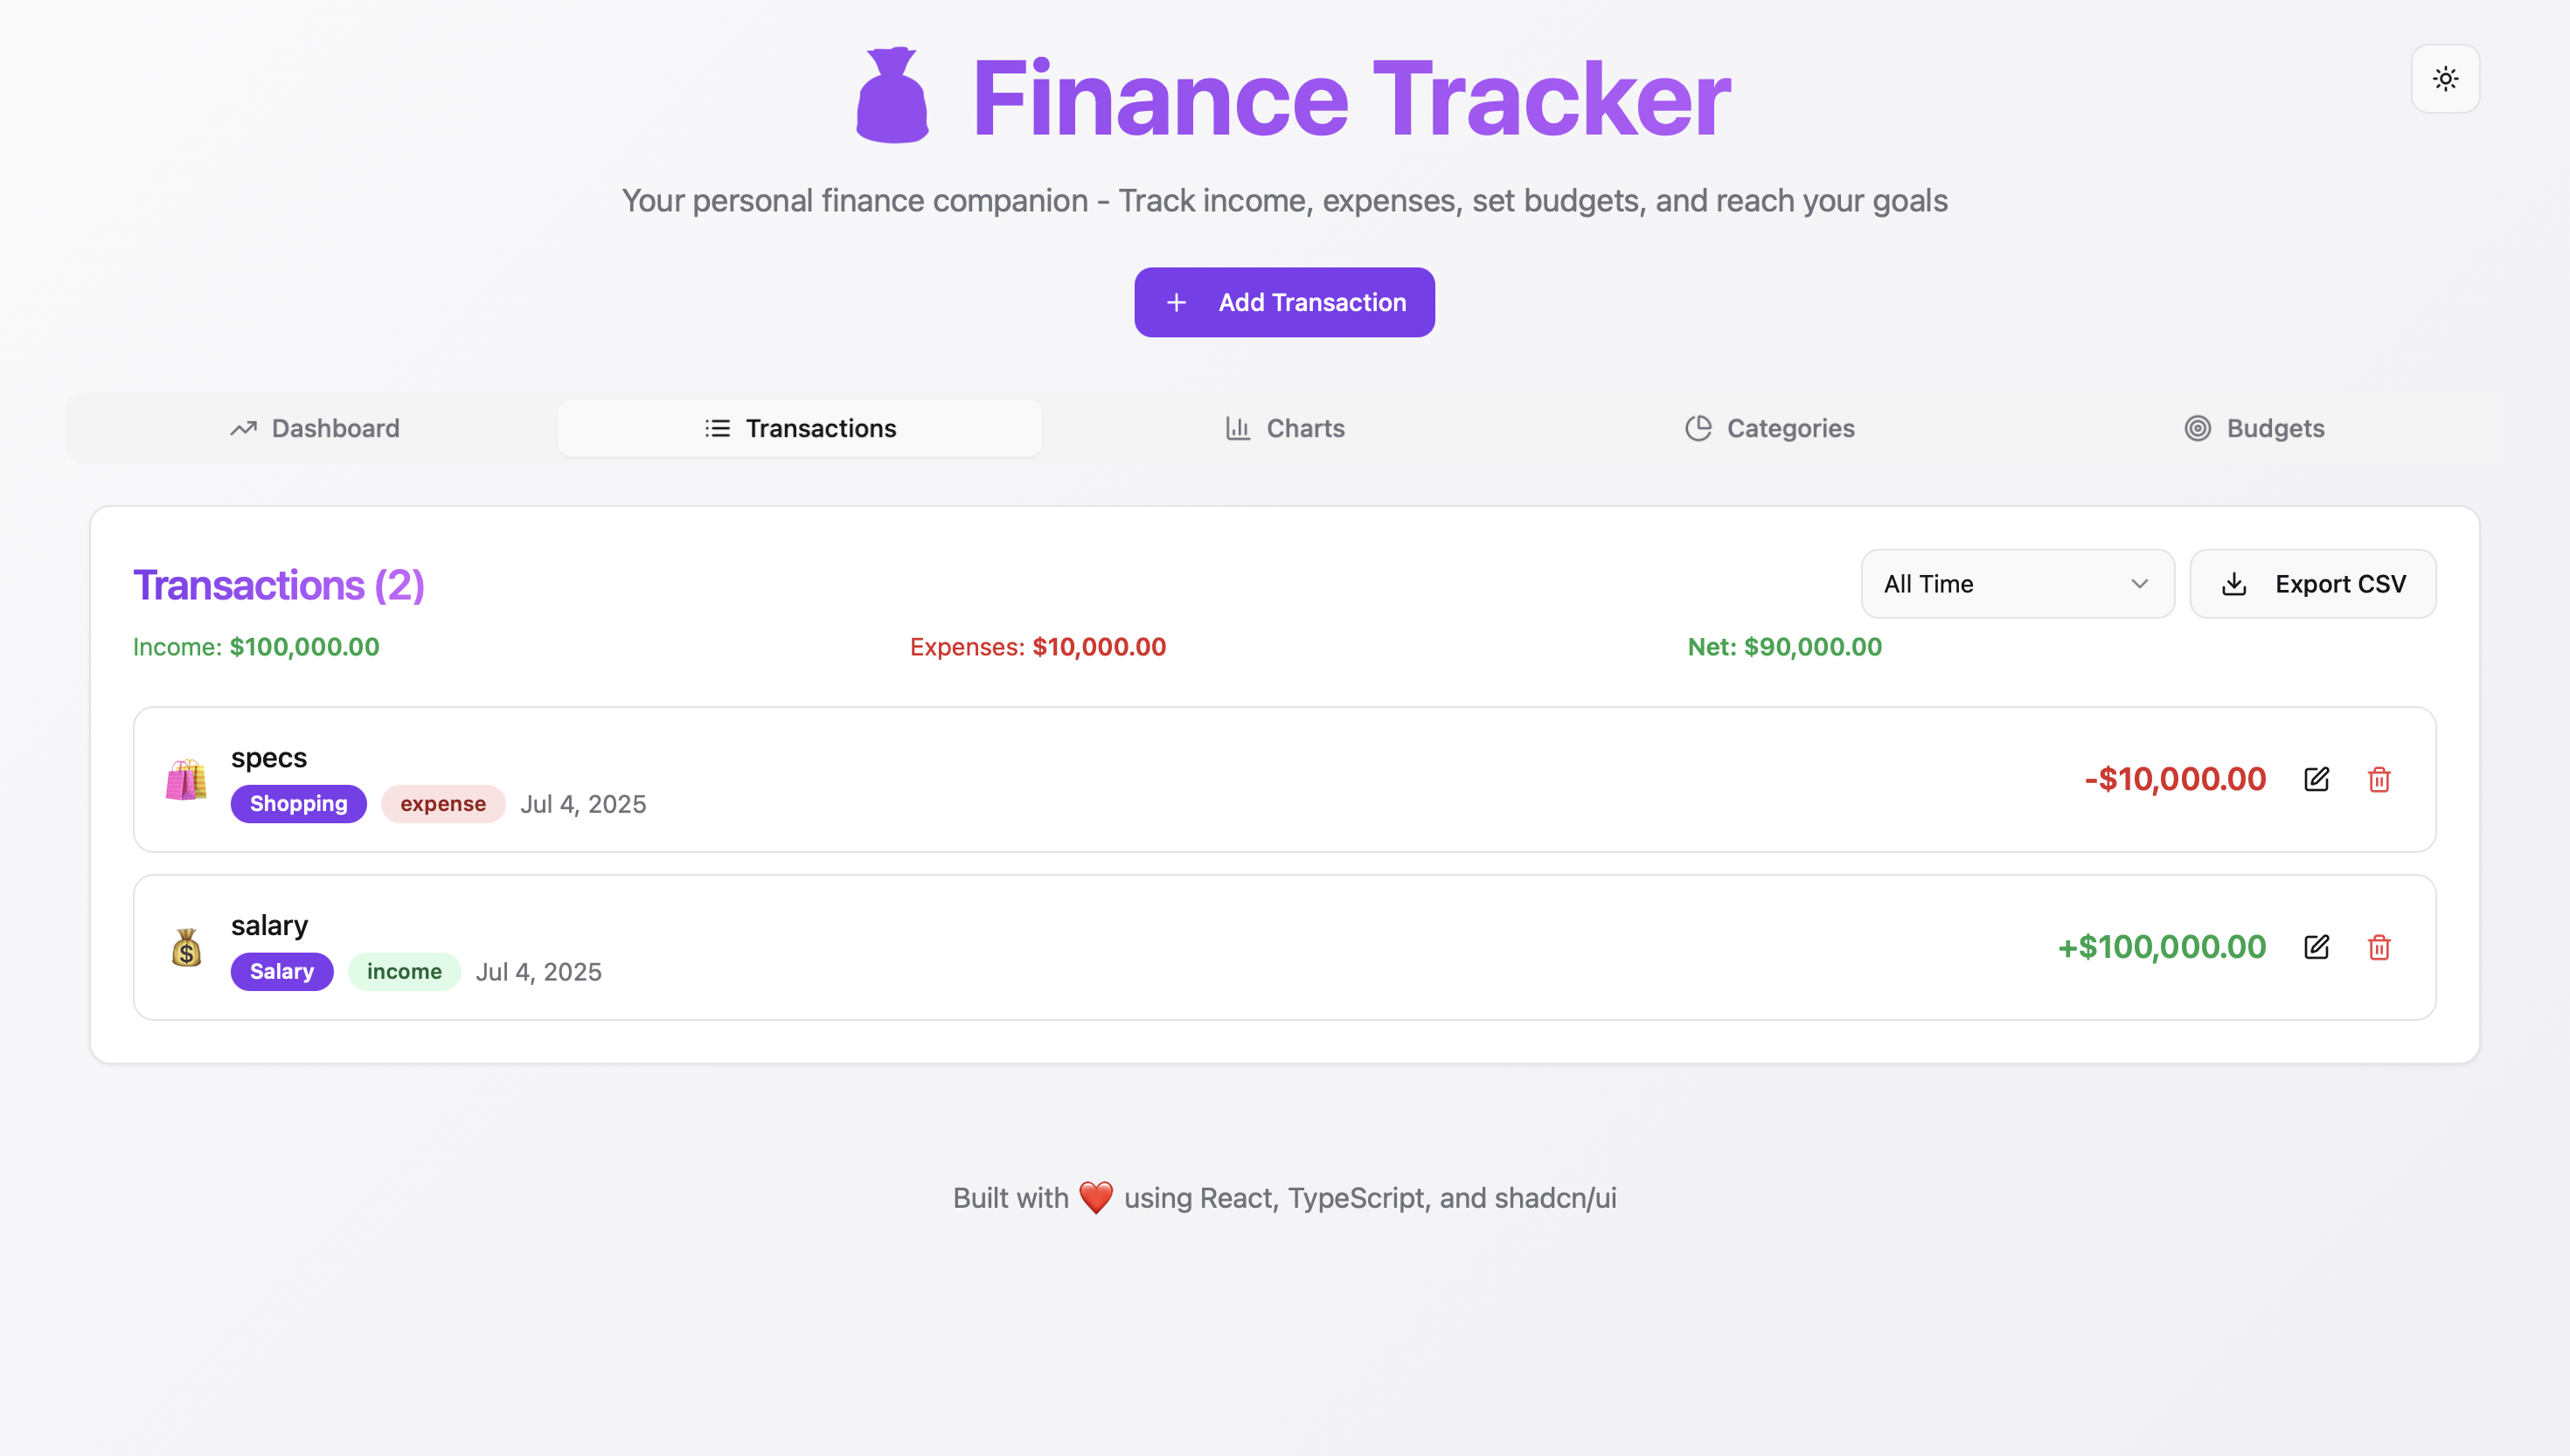 Finance Tracker
Your personal finance companion - Track income, expenses, set budgets, and reach your goals
Add Transaction
Dashboard Transactions Charts Categories Budgets
Transactions (2) All Time Export CSV
Income: $100,000.00 Expenses: $10,000.00 Net: $90,000.00
specs
Shopping expense Jul 4, 2025 -$10,000.00
salary
Salary income Jul 4, 2025 +$100,000.00
Built with ❤️ using React, TypeScript, and shadcn/ui